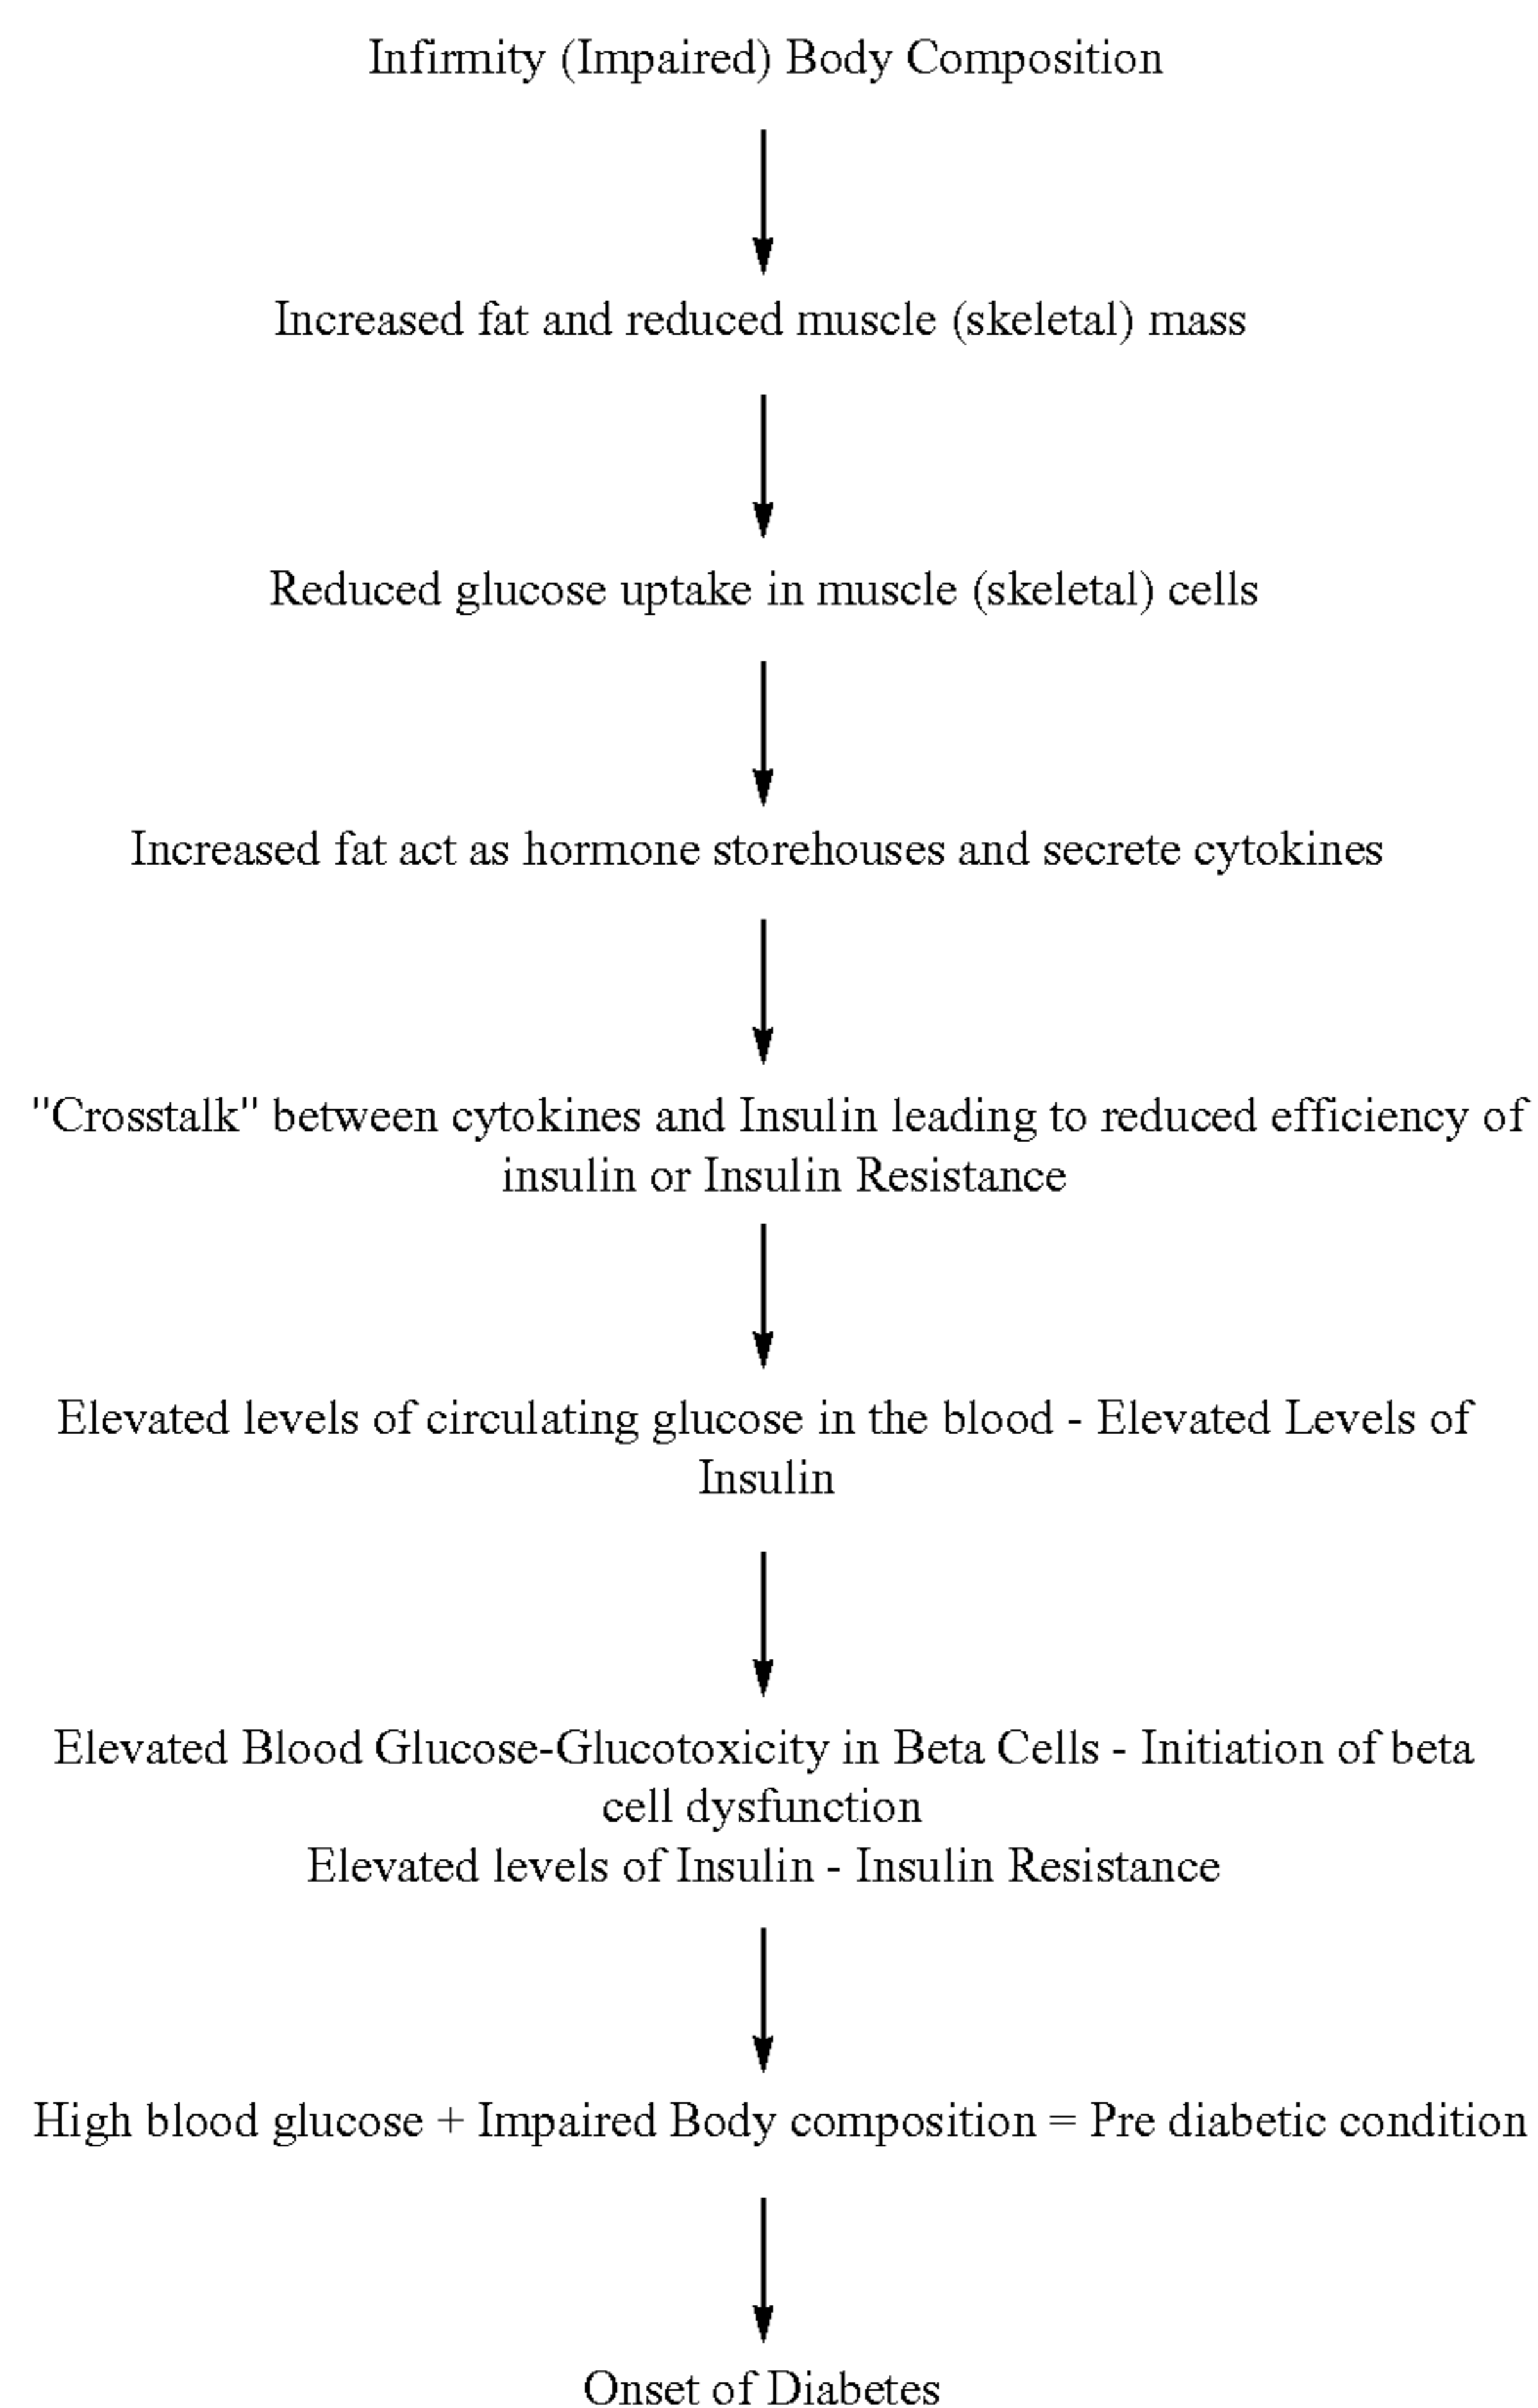 Infirmity (Impaired) Body Composition
Increased fat and reduced muscle (skeletal) mass
Reduced glucose uptake in muscle (skeletal) cells
Increased fat act as hormone storehouses and secrete cytokines
"Crosstalk" between cytokines and Insulin leading to reduced efficiency of
insulin or Insulin Resistance
Elevated levels of circulating glucose in the blood - Elevated Levels of
Insulin
Elevated Blood Glucose-Glucotoxicity in Beta Cells - Initiation of beta
cell dysfunction
Elevated levels of Insulin - Insulin Resistance
High blood glucose + Impaired Body composition = Pre diabetic condition
Onset of Diabetes